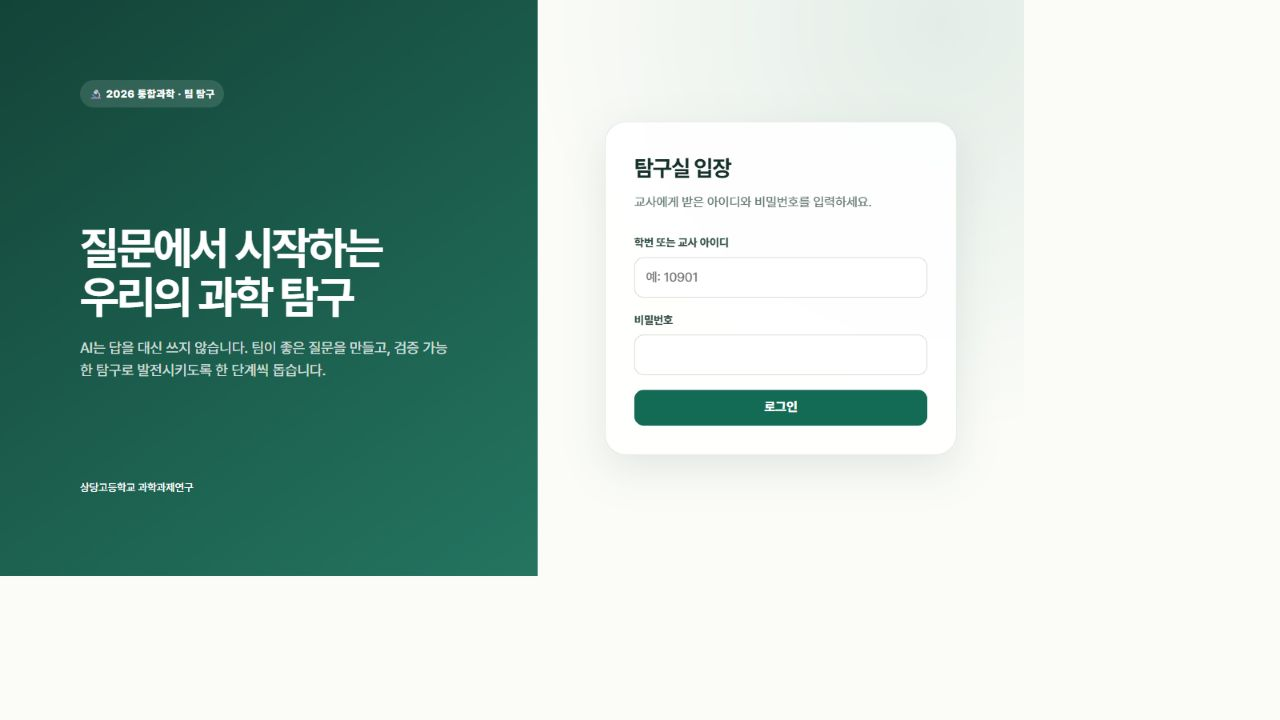 🔬 2026 통합과학 · 팀 탐구
질문에서 시작하는
우리의 과학 탐구
AI는 답을 대신 쓰지 않습니다. 팀이 좋은 질문을 만들고, 검증 가능
한 탐구로 발전시키도록 한 단계씩 돕습니다.
상당고등학교 과학과제연구
탐구실 입장
교사에게 받은 아이디와 비밀번호를 입력하세요.
학번 또는 교사 아이디
예: 10901
비밀번호
로그인